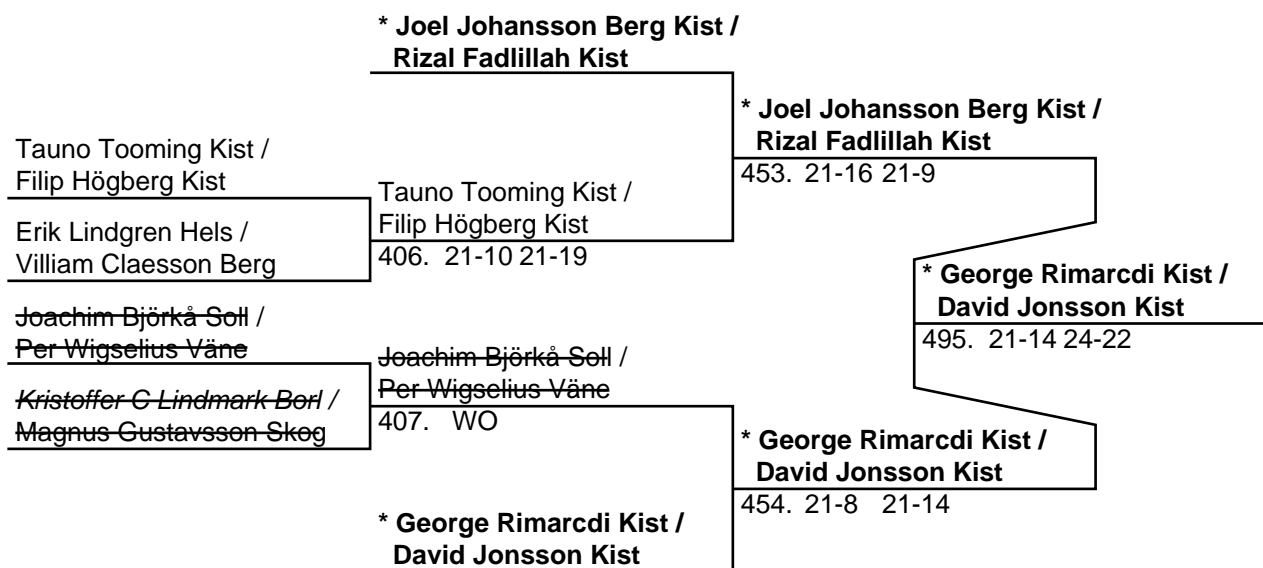 * Joel Johansson Berg Kist /
Rizal Fadlillah Kist
* Joel Johansson Berg Kist /
Rizal Fadlillah Kist
453. 21-16 21-9
Tauno Tooming Kist /
Filip Högberg Kist
Tauno Tooming Kist /
Filip Högberg Kist
406. 21-10 21-19
Erik Lindgren Hels /
Villiam Claesson Berg
* George Rimarcdi Kist /
David Jonsson Kist
495. 21-14 24-22
Joachim Björkå Soll /
Per Wigselius Väne
Joachim Björkå Soll /
Per Wigselius Väne
407. WO
Kristoffer C Lindmark Borl /
Magnus Gustavsson Skog
* George Rimarcdi Kist /
David Jonsson Kist
454. 21-8 21-14
* George Rimarcdi Kist /
David Jonsson Kist